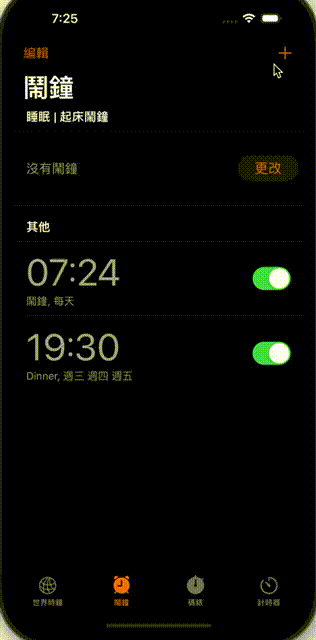 7:25
編輯
鬧鐘
睡眠 | 起床鬧鐘
沒有鬧鐘
更改
其他
07:24
鬧鐘, 每天
19:30
Dinner, 週三 週四 週五
世界時鐘
鬧鐘
碼錶
計時器